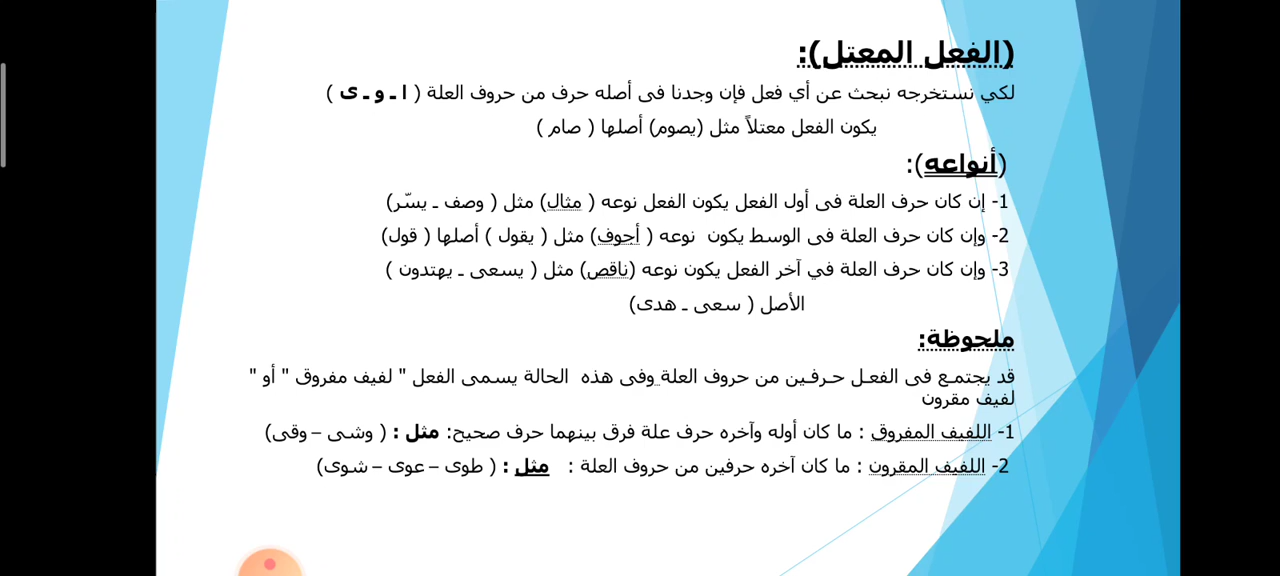 (الفعل المعتل):
لكي نستخرجه نبحث عن أي فعل فإن وجدنا فى أصله حرف من حروف العلة ( ا ـ و ـ ى )
يكون الفعل معتلاً مثل (يصوم) أصلها ( صام )
(أنواعه):
1- إن كان حرف العلة فى أول الفعل يكون الفعل نوعه ( مثال) مثل ( وصف ـ يسّر)
2- وإن كان حرف العلة فى الوسط يكون نوعه ( أجوف) مثل ( يقول ) أصلها ( قول)
3- وإن كان حرف العلة في آخر الفعل يكون نوعه (ناقص) مثل ( يسعى ـ يهتدون )
الأصل ( سعى ـ هدى)
ملحوظة:
قد يجتمـع فى الفعـل حـرفـين من حروف العلة وفى هذه الحالة يسمى الفعل " لفيف مفروق " أو "
لفيف مقرون
1- اللفيف المفروق : ما كان أوله وآخره حرف علة فرق بينهما حرف صحيح: مثل : ( وشى – وقى)
2- اللفيف المقرون : ما كان آخره حرفين من حروف العلة : مثل : ( طوى – عوى – شوى)